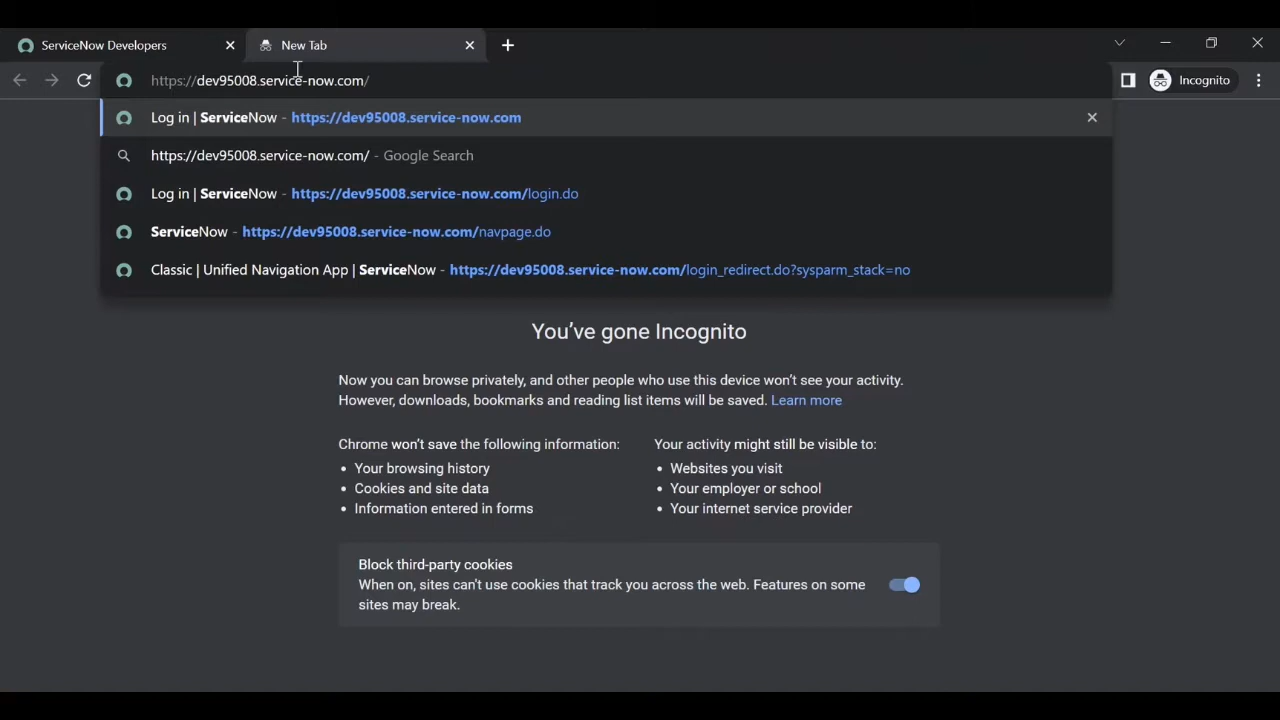 ServiceNow Developers
New Tab
https://dev95008.service-now.com/
Incognito
Log in | ServiceNow - https://dev95008.service-now.com
https://dev95008.service-now.com/ - Google Search
Log in | ServiceNow - https://dev95008.service-now.com/login.do
ServiceNow - https://dev95008.service-now.com/navpage.do
Classic | Unified Navigation App | ServiceNow - https://dev95008.service-now.com/login_redirect.do?sysparm_stack=no
You've gone Incognito
Now you can browse privately, and other people who use this device won't see your activity.
However, downloads, bookmarks and reading list items will be saved. Learn more
Chrome won't save the following information:
• Your browsing history
• Cookies and site data
• Information entered in forms
Your activity might still be visible to:
• Websites you visit
• Your employer or school
• Your internet service provider
Block third-party cookies
When on, sites can't use cookies that track you across the web. Features on some
sites may break.